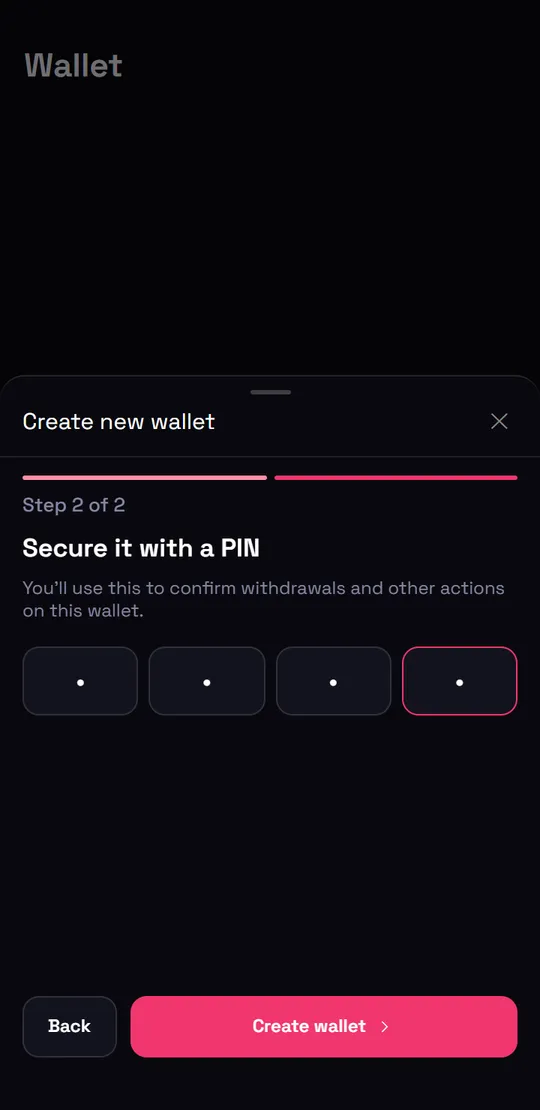 Wallet
Create new wallet
Step 2 of 2
Secure it with a PIN
You'll use this to confirm withdrawals and other actions
on this wallet.
Back
Create wallet